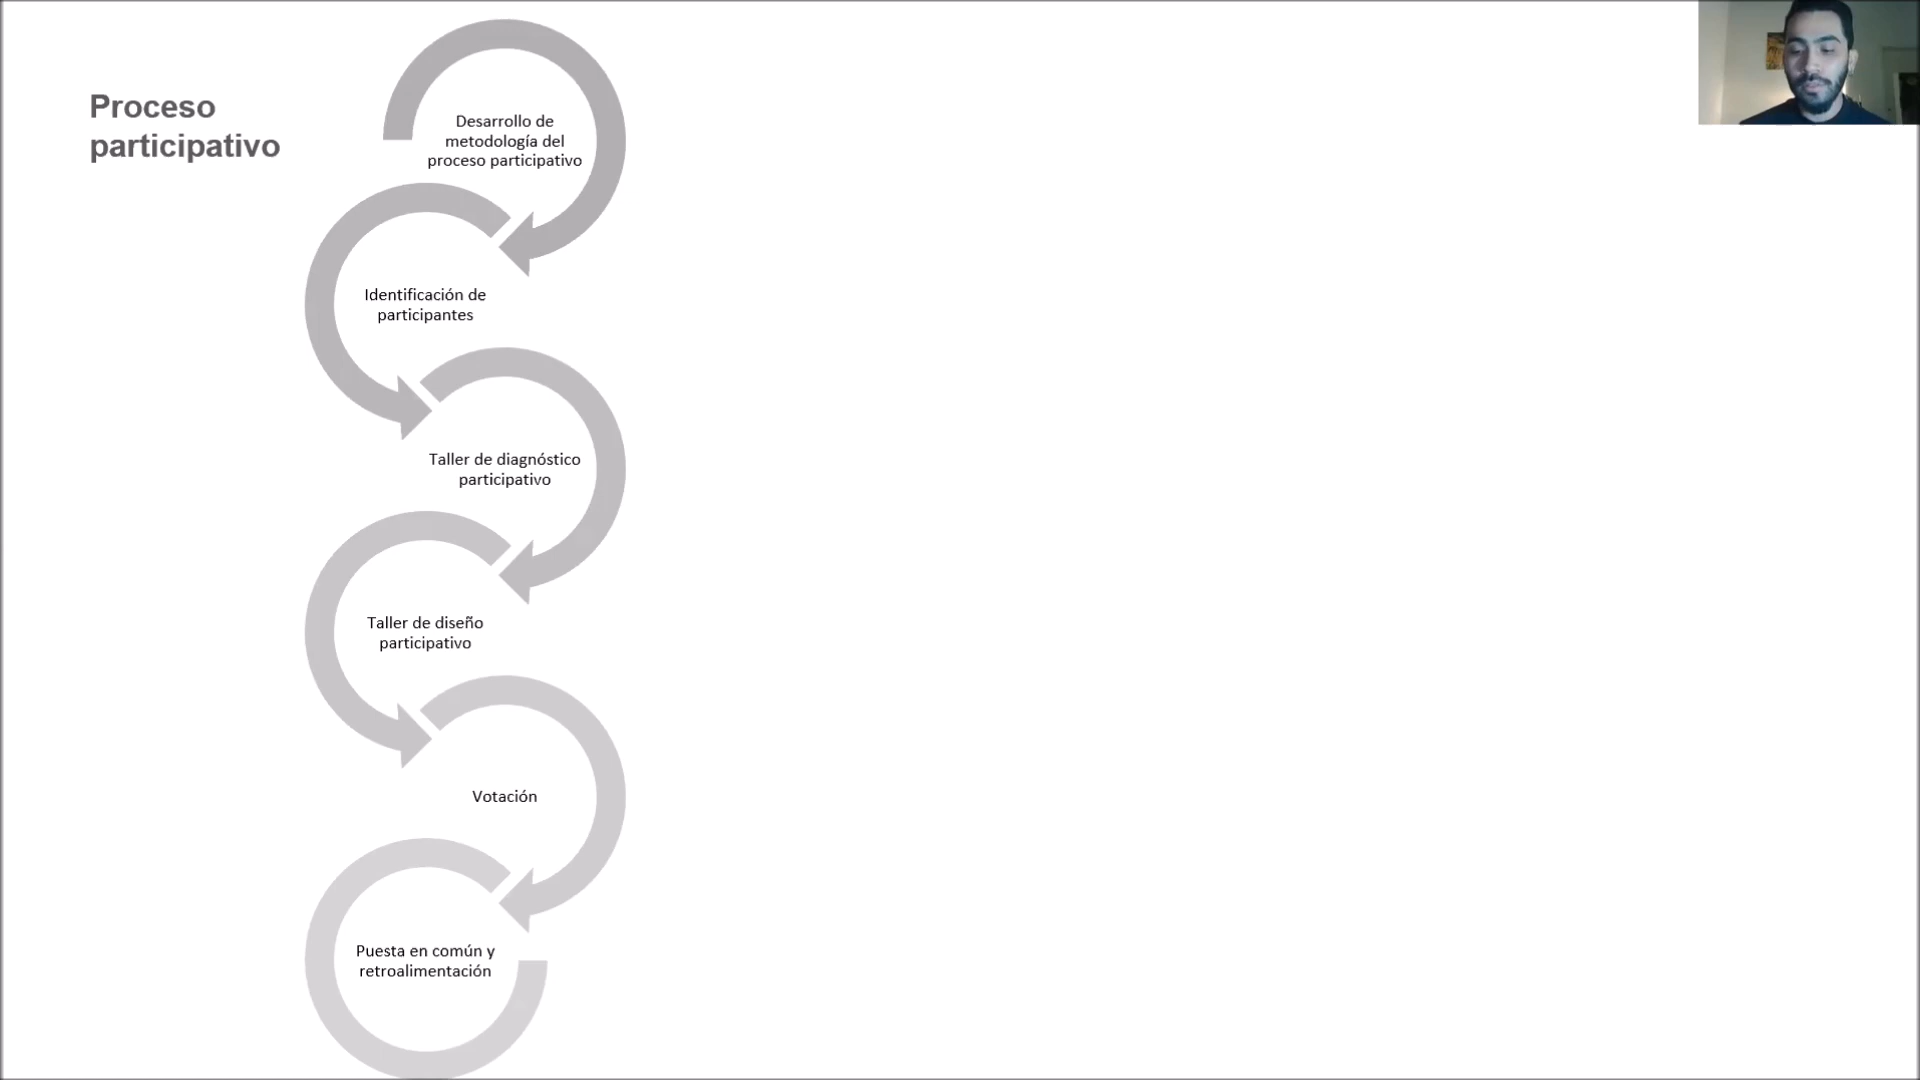 Proceso
participativo
Desarrollo de
metodología del
proceso participativo
Identificación de
participantes
Taller de diagnóstico
participativo
Taller de diseño
participativo
Votación
Puesta en común y
retroalimentación